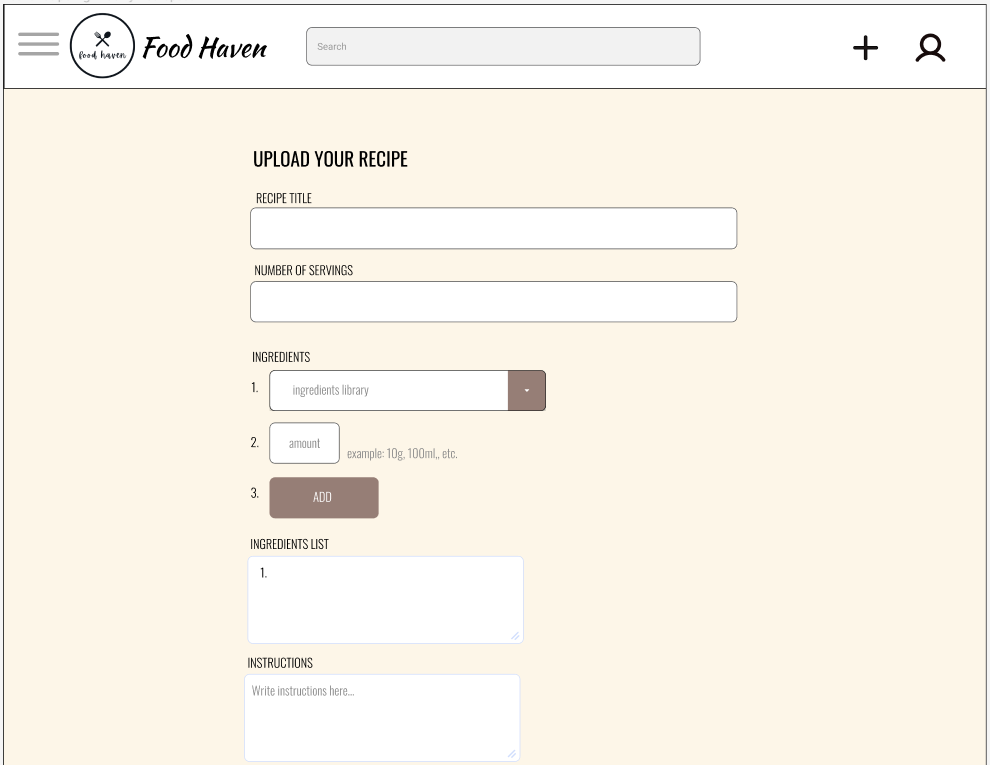 food haven
Food Haven
Search
UPLOAD YOUR RECIPE
RECIPE TITLE
NUMBER OF SERVINGS
INGREDIENTS
1.
ingredients library
2.
amount
example: 10g, 100ml,, etc.
3.
ADD
INGREDIENTS LIST
1.
INSTRUCTIONS
Write instructions here...